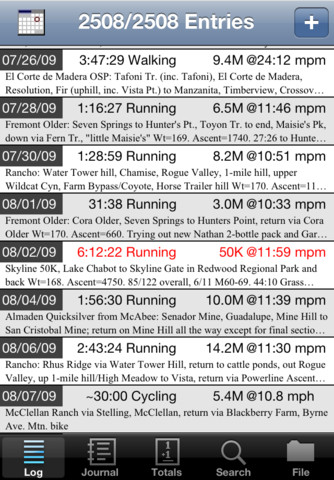 2508/2508 Entries
+
07/26/09 3:47:29 Walking 9.4M @24:12 mpm
El Corte de Madera OSP: Tafoni Tr. (inc. Tafoni), El Corte de Madera,
Resolution, Fir (uphill, inc. Vista Pt.) to Manzanita, Timberview, Crossov...
07/28/09 1:16:27 Running 6.5M @11:46 mpm
Fremont Older: Seven Springs to Hunter's Pt., Toyon Tr. to end, Maisie's Pk,
down via Fern Tr., "little Maisie's" Wt=169. Ascent=1740. 27:26 to Hunte...
07/30/09 1:28:59 Running 8.2M @10:51 mpm
Rancho: Water Tower hill, Chamise, Rogue Valley, 1-mile hill, upper
Wildcat Cyn, Farm Bypass/Coyote, Horse Trailer hill Wt=170. Ascent=11...
08/01/09 31:38 Running 3.0M @10:33 mpm
Fremont Older: Cora Older, Seven Springs to Hunters Point, return via Cora
Older Wt=170. Ascent=660. Trying out new Nathan 2-bottle pack and Gar...
08/02/09 6:12:22 Running 50K @11:59 mpm
Skyline 50K, Lake Chabot to Skyline Gate in Redwood Regional Park and
back Wt=168. Ascent=4750. 85/122 overall, 6/11 M60-69. 44:10 Grass...
08/04/09 1:56:30 Running 10.0M @11:39 mpm
Almaden Quicksilver from McAbee: Senador Mine, Guadalupe, Mine Hill to
San Cristobal Mine; return on Mine Hill all the way except for final sectio...
08/06/09 2:43:24 Running 14.2M @11:30 mpm
Rancho: Rhus Ridge via Water Tower Hill, return to cattle ponds, out Rogue
Valley, up 1-mile hill/High Meadow to Vista, return via Powerline Ascent...
08/07/09 ~30:00 Cycling 5.4M @10.8 mph
McClellan Ranch via Stelling, McClellan, return via Blackberry Farm, Byrne
Ave. Mtn. bike
Log Journal Totals Search File